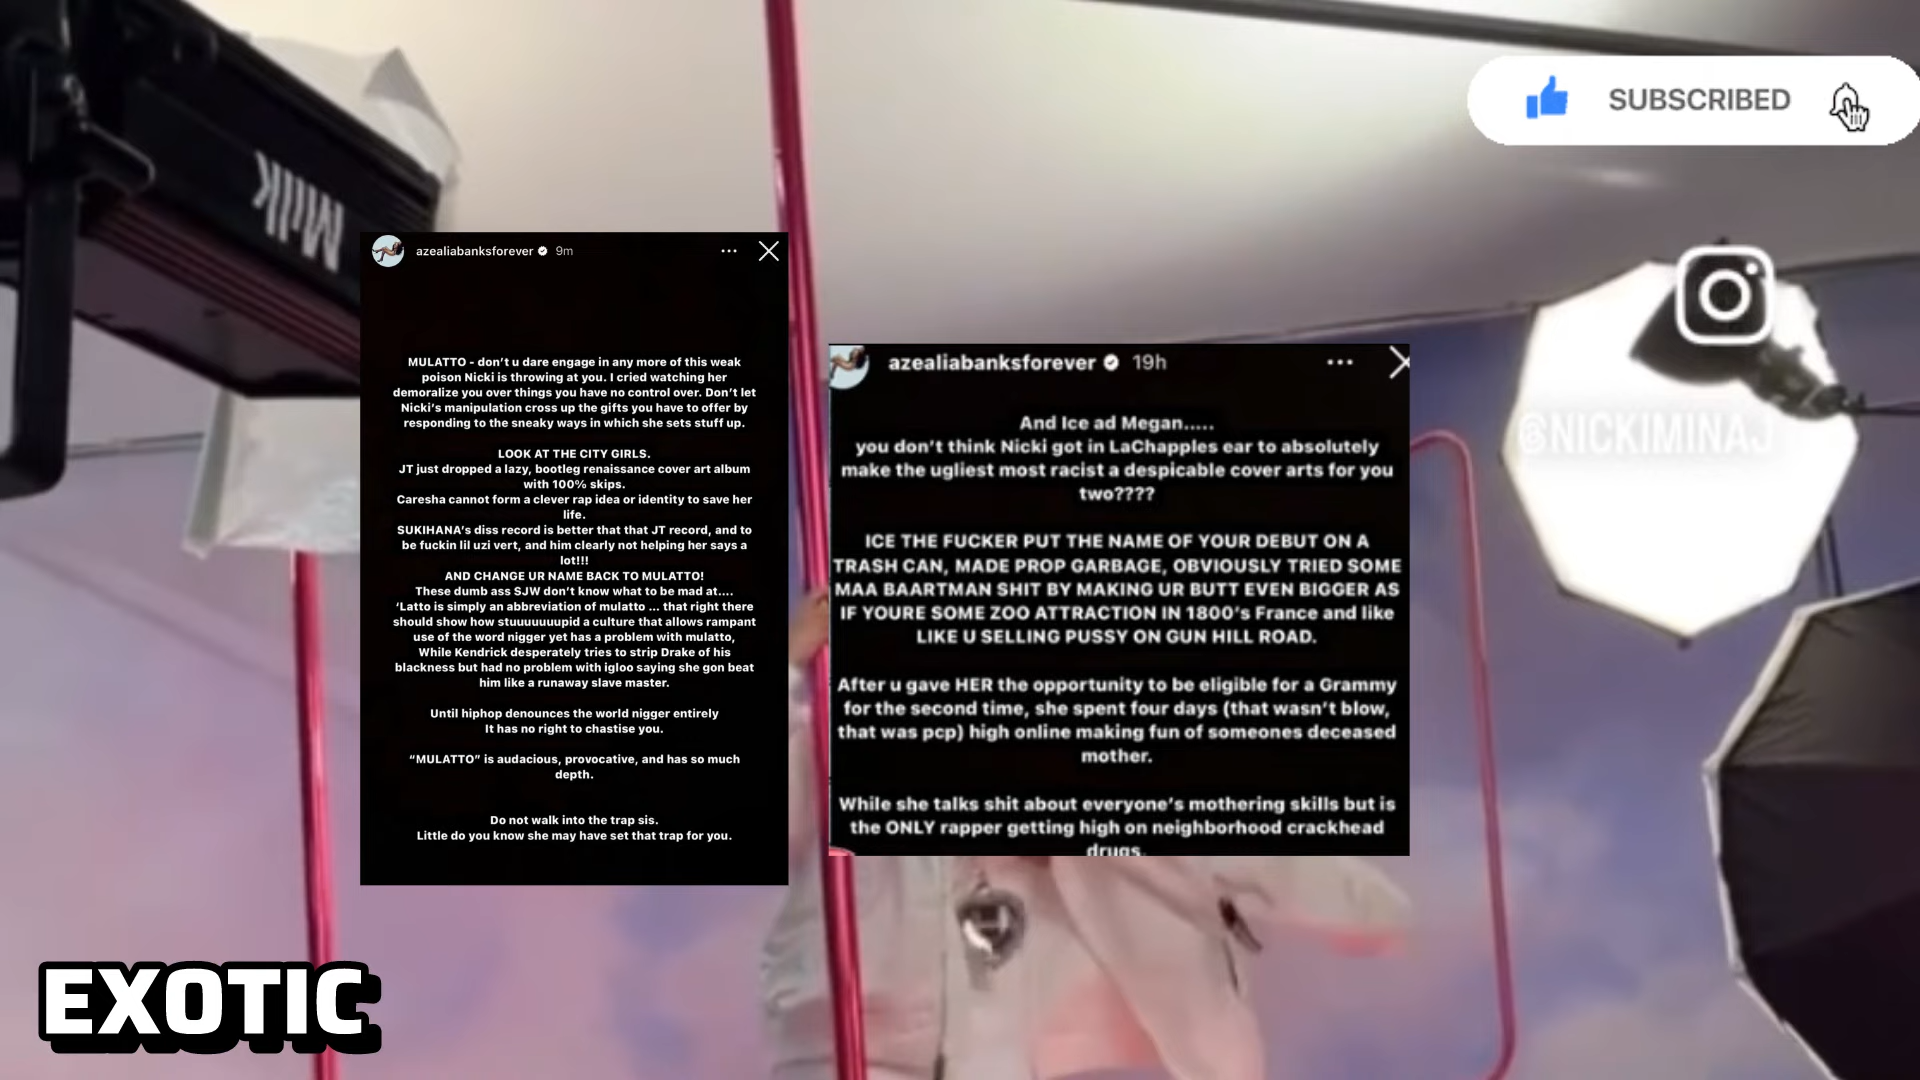 Milk
SUBSCRIBED
azealiabanksforever 9m
MULATTO - don't u dare engage in any more of this weak
poison Nicki is throwing at you. I cried watching her
demoralize you over things you have no control over. Don't let
Nicki's manipulation cross up the gifts you have to offer by
responding to the sneaky ways in which she sets stuff up.
LOOK AT THE CITY GIRLS.
JT just dropped a lazy, bootleg renaissance cover art album
with 100% skips.
Caresha cannot form a clever rap idea or identity to save her
life.
SUKIHANA's diss record is better that that JT record, and to
be fuckin lil uzi vert, and him clearly not helping her says a
lot!!!
AND CHANGE UR NAME BACK TO MULATTO!
These dumb ass SJW don't know what to be mad at....
'Latto is simply an abbreviation of mulatto ... that right there
should show how stuuuuuuupid a culture that allows rampant
use of the word nigger yet has a problem with mulatto,
While Kendrick desperately tries to strip Drake of his
blackness but had no problem with igloo saying she gon beat
him like a runaway slave master.
Until hiphop denounces the world nigger entirely
It has no right to chastise you.
“MULATTO” is audacious, provocative, and has so much
depth.
Do not walk into the trap sis.
Little do you know she may have set that trap for you.
azealiabanksforever 19h
And Ice ad Megan.....
you don't think Nicki got in LaChapples ear to absolutely
make the ugliest most racist a despicable cover arts for you
two????
ICE THE FUCKER PUT THE NAME OF YOUR DEBUT ON A
TRASH CAN, MADE PROP GARBAGE, OBVIOUSLY TRIED SOME
MAA BAARTMAN SHIT BY MAKING UR BUTT EVEN BIGGER AS
IF YOURE SOME ZOO ATTRACTION IN 1800's France and like
LIKE U SELLING PUSSY ON GUN HILL ROAD.
After u gave HER the opportunity to be eligible for a Grammy
for the second time, she spent four days (that wasn't blow,
that was pcp) high online making fun of someones deceased
mother.
While she talks shit about everyone's mothering skills but is
the ONLY rapper getting high on neighborhood crackhead
drugs.
@NICKIMINAJ
EXOTIC